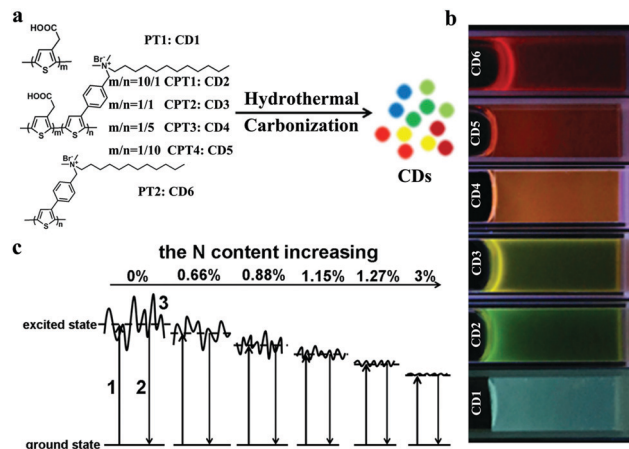 a
HOOC
PT1: CD1
S
m
Br-
N+
HOOC
m/n=10/1 CPT1: CD2
m/n=1/1 CPT2: CD3
m/n=1/5 CPT3: CD4
m/n=1/10 CPT4: CD5
S
m
S
n
Br-
N+
PT2: CD6
S
n
Hydrothermal
Carbonization
CDs
b
CD6
CD5
CD4
CD3
CD2
CD1
c
the N content increasing
0% 0.66% 0.88% 1.15% 1.27% 3%
excited state
3
1 2
ground state